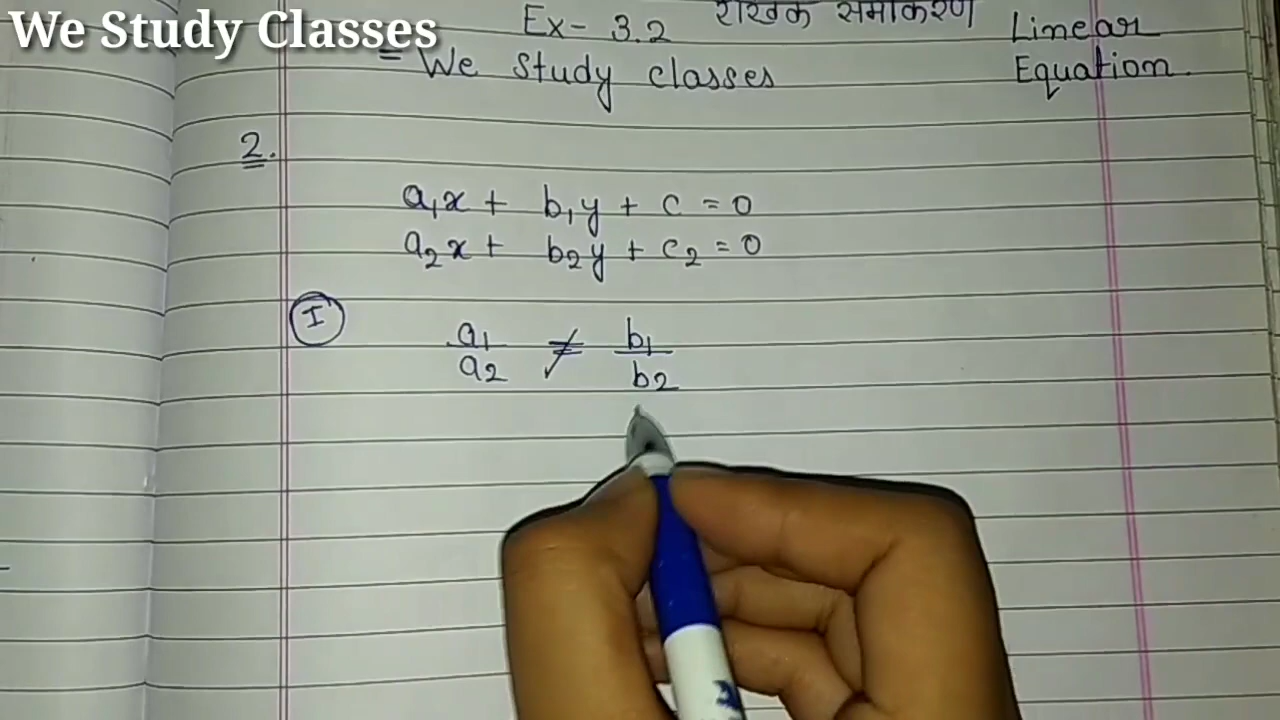 We Study Classes
Ex- 3.2 रैखिक समीकरण Linear
= We Study classes Equation.
2.
a₁x + b₁y + c = 0
a₂x + b₂y + c₂ = 0
I a₁/a₂ ≠ b₁/b₂